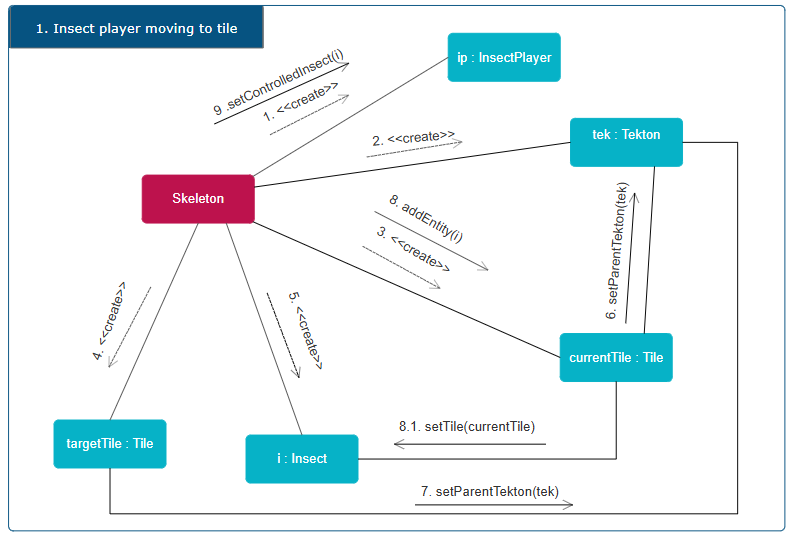 1. Insect player moving to tile
ip : InsectPlayer
9 .setControlledInsect(i)
1. <<create>>
2. <<create>>
tek : Tekton
Skeleton
8. addEntity(i)
3. <<create>>
6. setParentTekton(tek)
4. <<create>>
5. <<create>>
currentTile : Tile
8.1. setTile(currentTile)
targetTile : Tile
i : Insect
7. setParentTekton(tek)